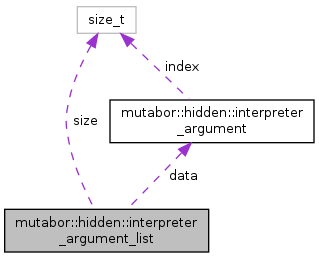 size_t
index
mutabor::hidden::interpreter
_argument
size
data
mutabor::hidden::interpreter
_argument_list